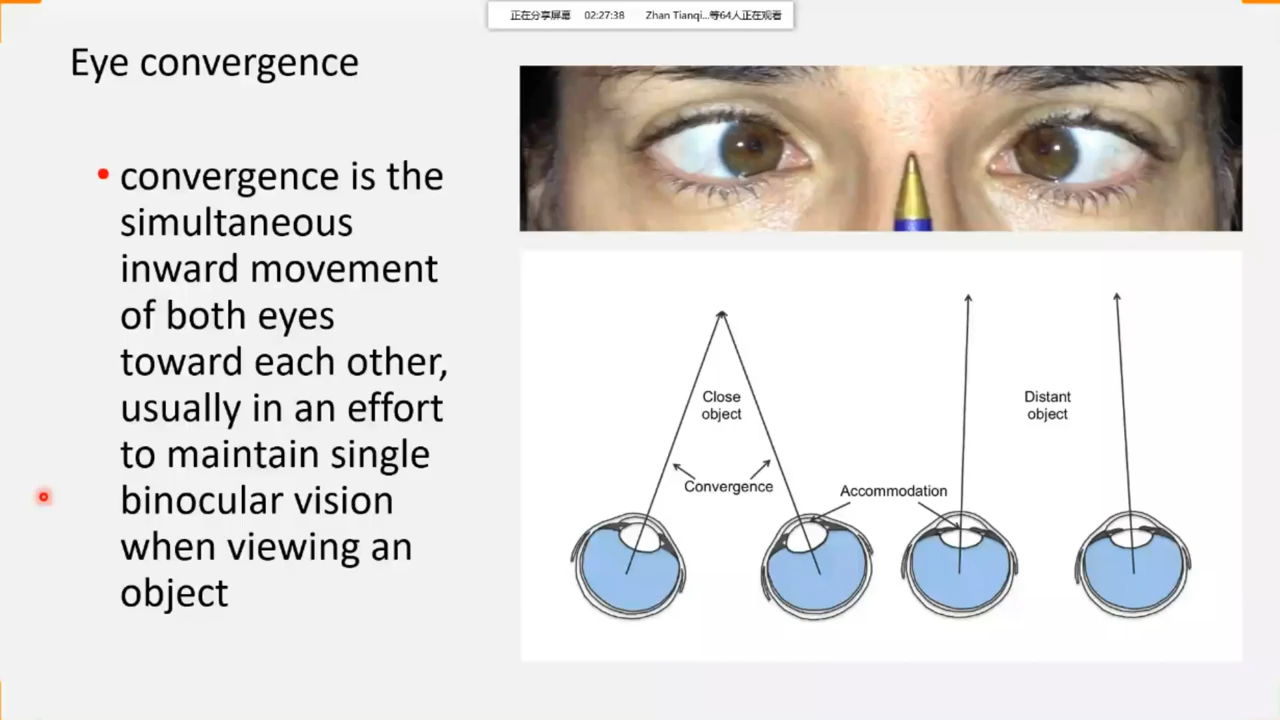 正在分享屏幕 02:27:38 Zhan Tianqi...等64人正在观看
Eye convergence
• convergence is the
simultaneous
inward movement
of both eyes
toward each other,
usually in an effort
to maintain single
binocular vision
when viewing an
object
Close
object
Distant
object
Convergence
Accommodation